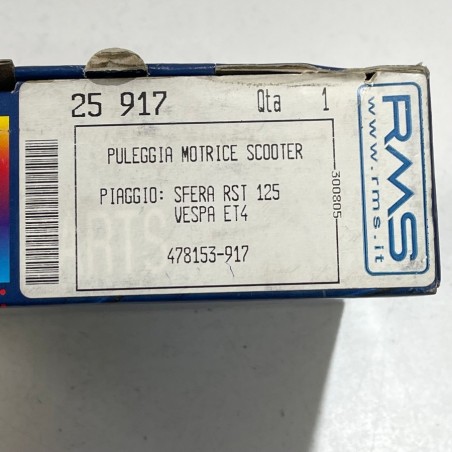 25 917 Qta 1
PULEGGIA MOTRICE SCOOTER
PIAGGIO: SFERA RST 125
VESPA ET4
478153-917
300805
RMS
www.rms.it